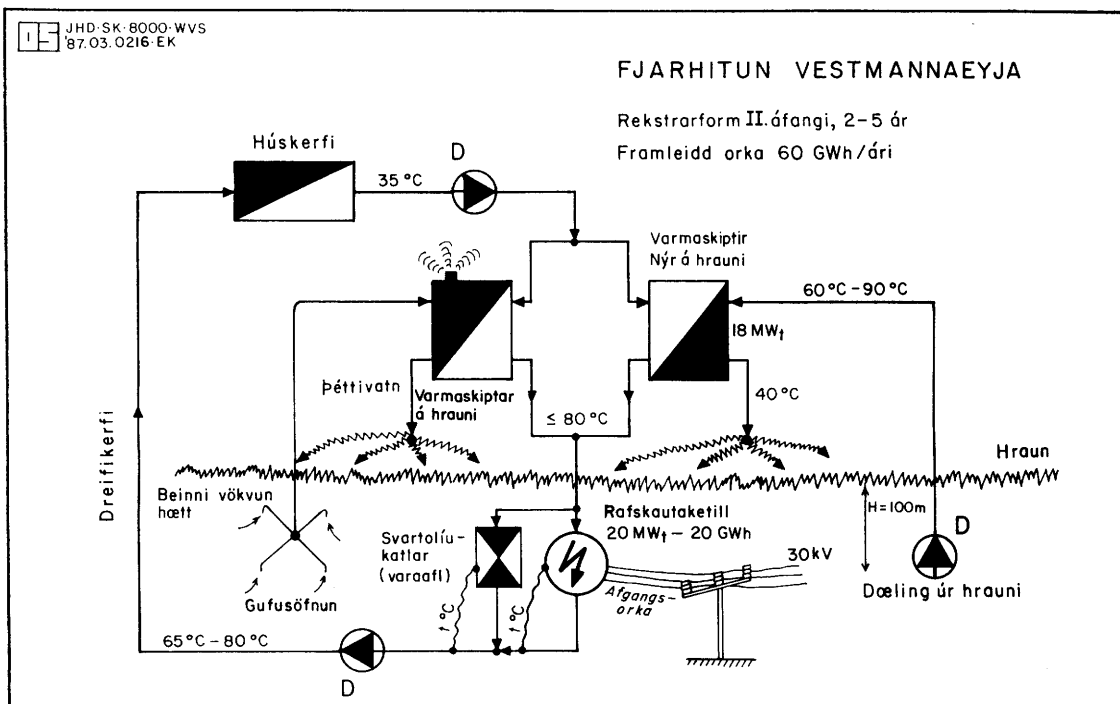 JHD·SK·8000·WVS
'87.03.0216·EK
FJARHITUN VESTMANNAEYJA
Rekstrarform II. áfangi, 2-5 ár
Framleidd orka 60 GWh/ári
Húskerfi
35°C
D
Varmaskiptir
Nýr á hrauni
60°C-90°C
18 MWt
Þéttivatn
Varmaskiptar
á hrauni
≤ 80°C
40°C
Dreifikerfi
Hraun
Beinni vökvun
hætt
H=100m
Svartolíu-
katlar
(varaafl)
Rafskautaketill
20 MWt - 20 GWh
30kV
D
Gufusöfnun
Afgangs-
orka
Dæling úr hrauni
t°C
t°C
65°C-80°C
D